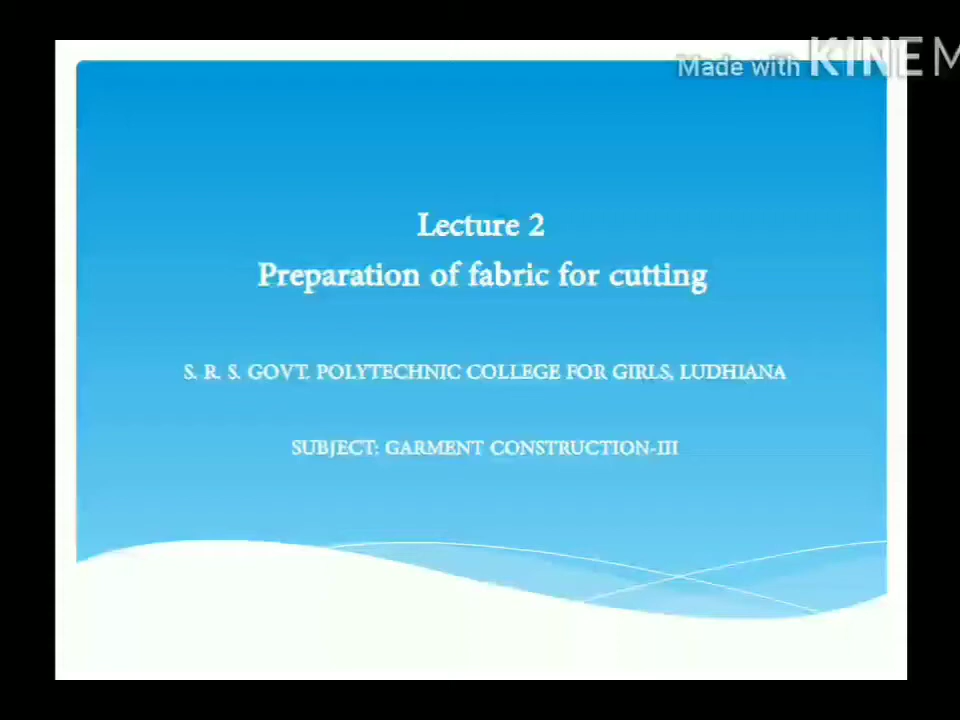 Made with KINEM
Lecture 2
Preparation of fabric for cutting
S. R. S. GOVT. POLYTECHNIC COLLEGE FOR GIRLS, LUDHIANA
SUBJECT: GARMENT CONSTRUCTION-III